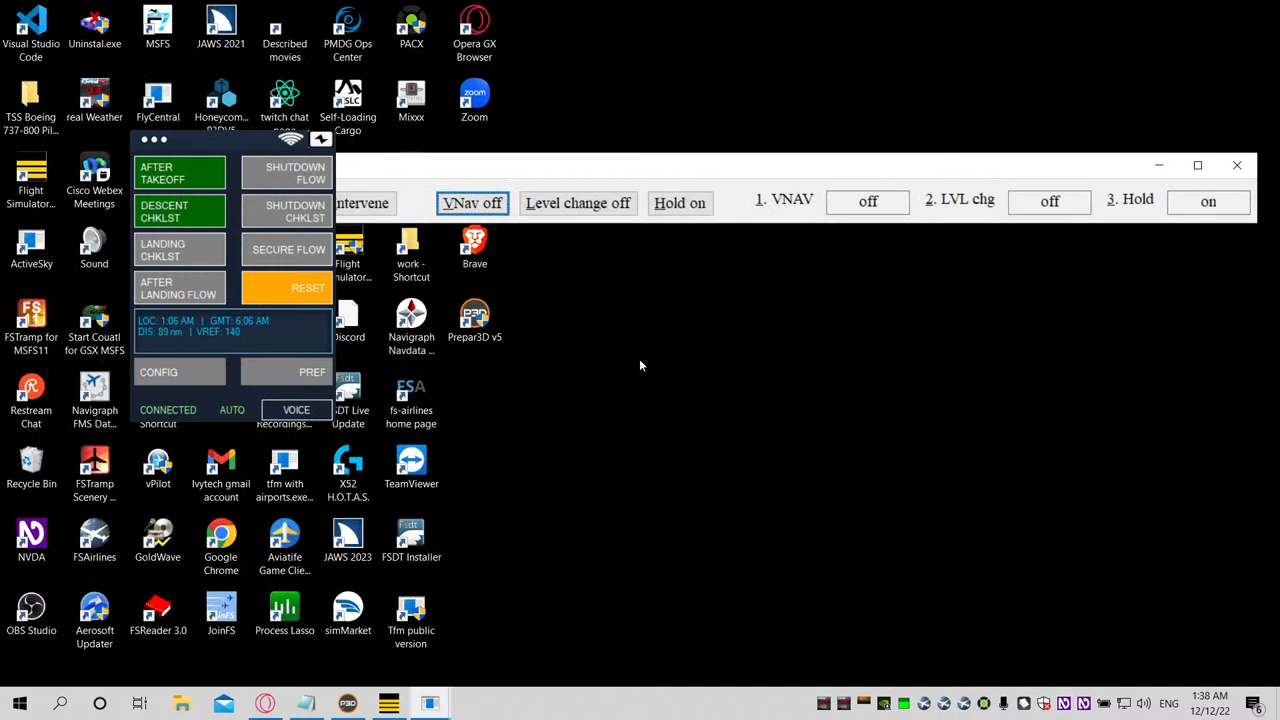 Visual Studio
Code
Uninstal.exe
MSFS
JAWS 2021
Described
movies
PMDG Ops
Center
PACX
Opera GX
Browser
TSS Boeing
737-800 Pil...
real Weather
FlyCentral
Honeycom...
twitch chat
Self-Loading
Cargo
Mixxx
Zoom
AFTER
TAKEOFF
SHUTDOWN
FLOW
DESCENT
CHKLST
SHUTDOWN
CHKLST
LANDING
CHKLST
SECURE FLOW
AFTER
LANDING FLOW
RESET
LOC: 1:06 AM | GMT: 6:06 AM
DIS: 89 nm | VREF: 140
CONFIG
PREF
CONNECTED
AUTO
VOICE
ntervene
VNav off
Level change off
Hold on
1. VNAV
off
2. LVL chg
off
3. Hold
on
Flight
Simulator...
Cisco Webex
Meetings
ActiveSky
Sound
Flight
imulator...
work -
Shortcut
Brave
FSTramp for
MSFS11
Start Couatl
for GSX MSFS
Discord
Navigraph
Navdata ...
Prepar3D v5
Restream
Chat
Navigraph
FMS Dat...
Shortcut
Recordings...
FSDT Live
Update
fs-airlines
home page
Recycle Bin
FSTramp
Scenery ...
vPilot
Ivytech gmail
account
tfm with
airports.exe...
X52
H.O.T.A.S.
TeamViewer
NVDA
FSAirlines
GoldWave
Google
Chrome
Aviatife
Game Clie...
JAWS 2023
FSDT Installer
OBS Studio
Aerosoft
Updater
FSReader 3.0
JoinFS
Process Lasso
simMarket
Tfm public
version
ENG
1:38 AM
12/12/22
6